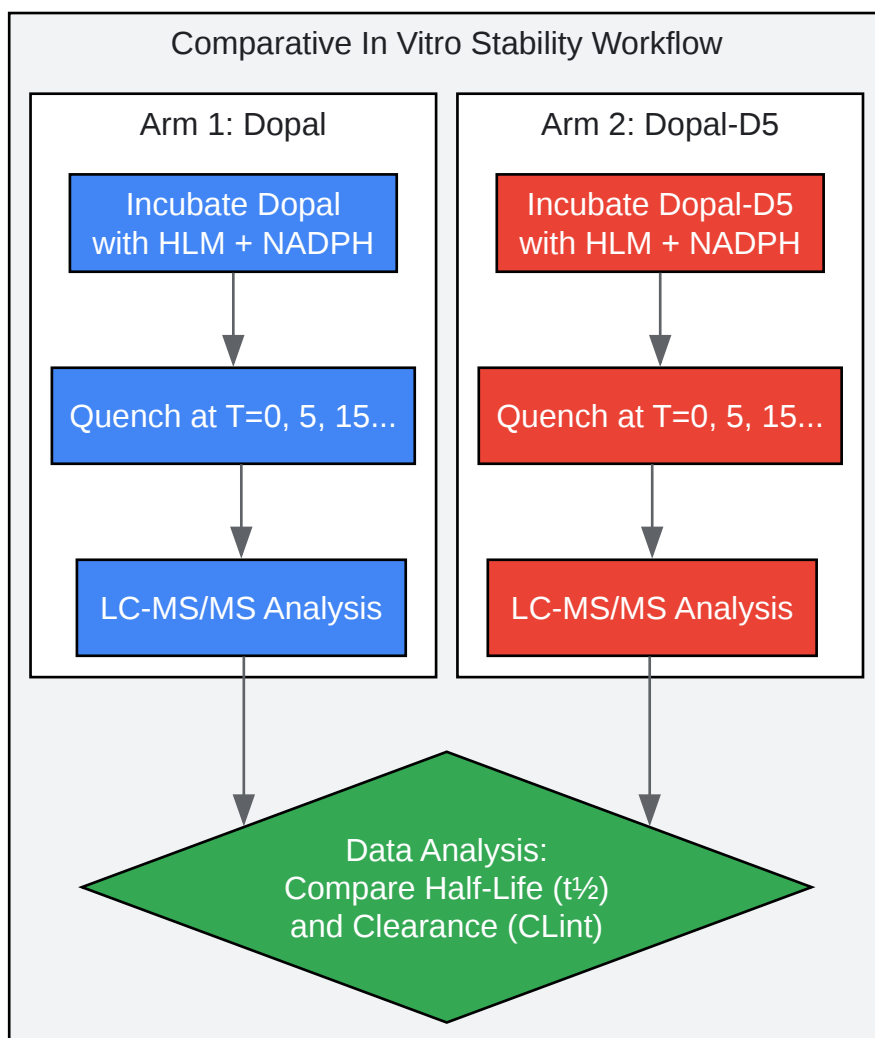 Comparative In Vitro Stability Workflow
Arm 1: Dopal
Incubate Dopal
with HLM + NADPH
Quench at T=0, 5, 15...
LC-MS/MS Analysis
Arm 2: Dopal-D5
Incubate Dopal-D5
with HLM + NADPH
Quench at T=0, 5, 15...
LC-MS/MS Analysis
Data Analysis:
Compare Half-Life (t½)
and Clearance (CLint)